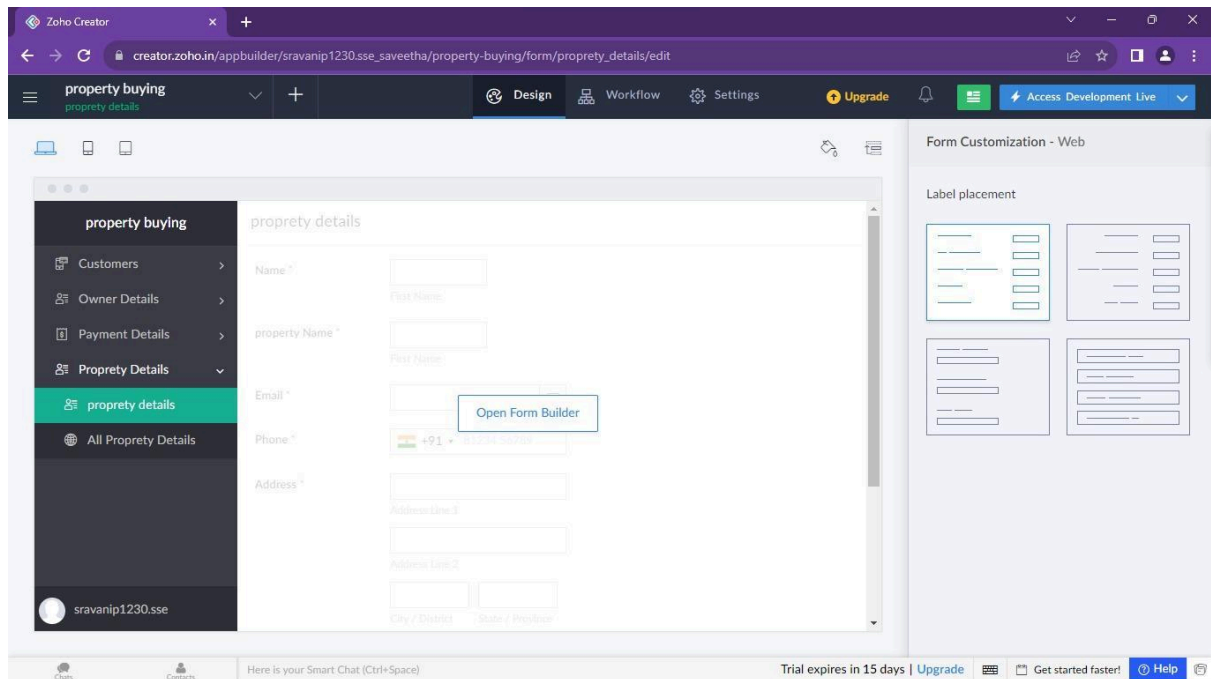 Zoho Creator
creator.zoho.in/appbuilder/sravanip1230.sse_saveetha/property-buying/form/proprety_details/edit
property buying
proprety details
Design
Workflow
Settings
Upgrade
Access Development Live
Form Customization - Web
Label placement
property buying
Customers
Owner Details
Payment Details
Proprety Details
proprety details
All Proprety Details
sravanip1230.sse
proprety details
Name *
First Name
property Name *
First Name
Email *
Open Form Builder
Phone *
+91
Address *
Address Line 1
Address Line 2
City / District
State / Province
Chats
Contacts
Here is your Smart Chat (Ctrl+Space)
Trial expires in 15 days | Upgrade
Get started faster!
Help